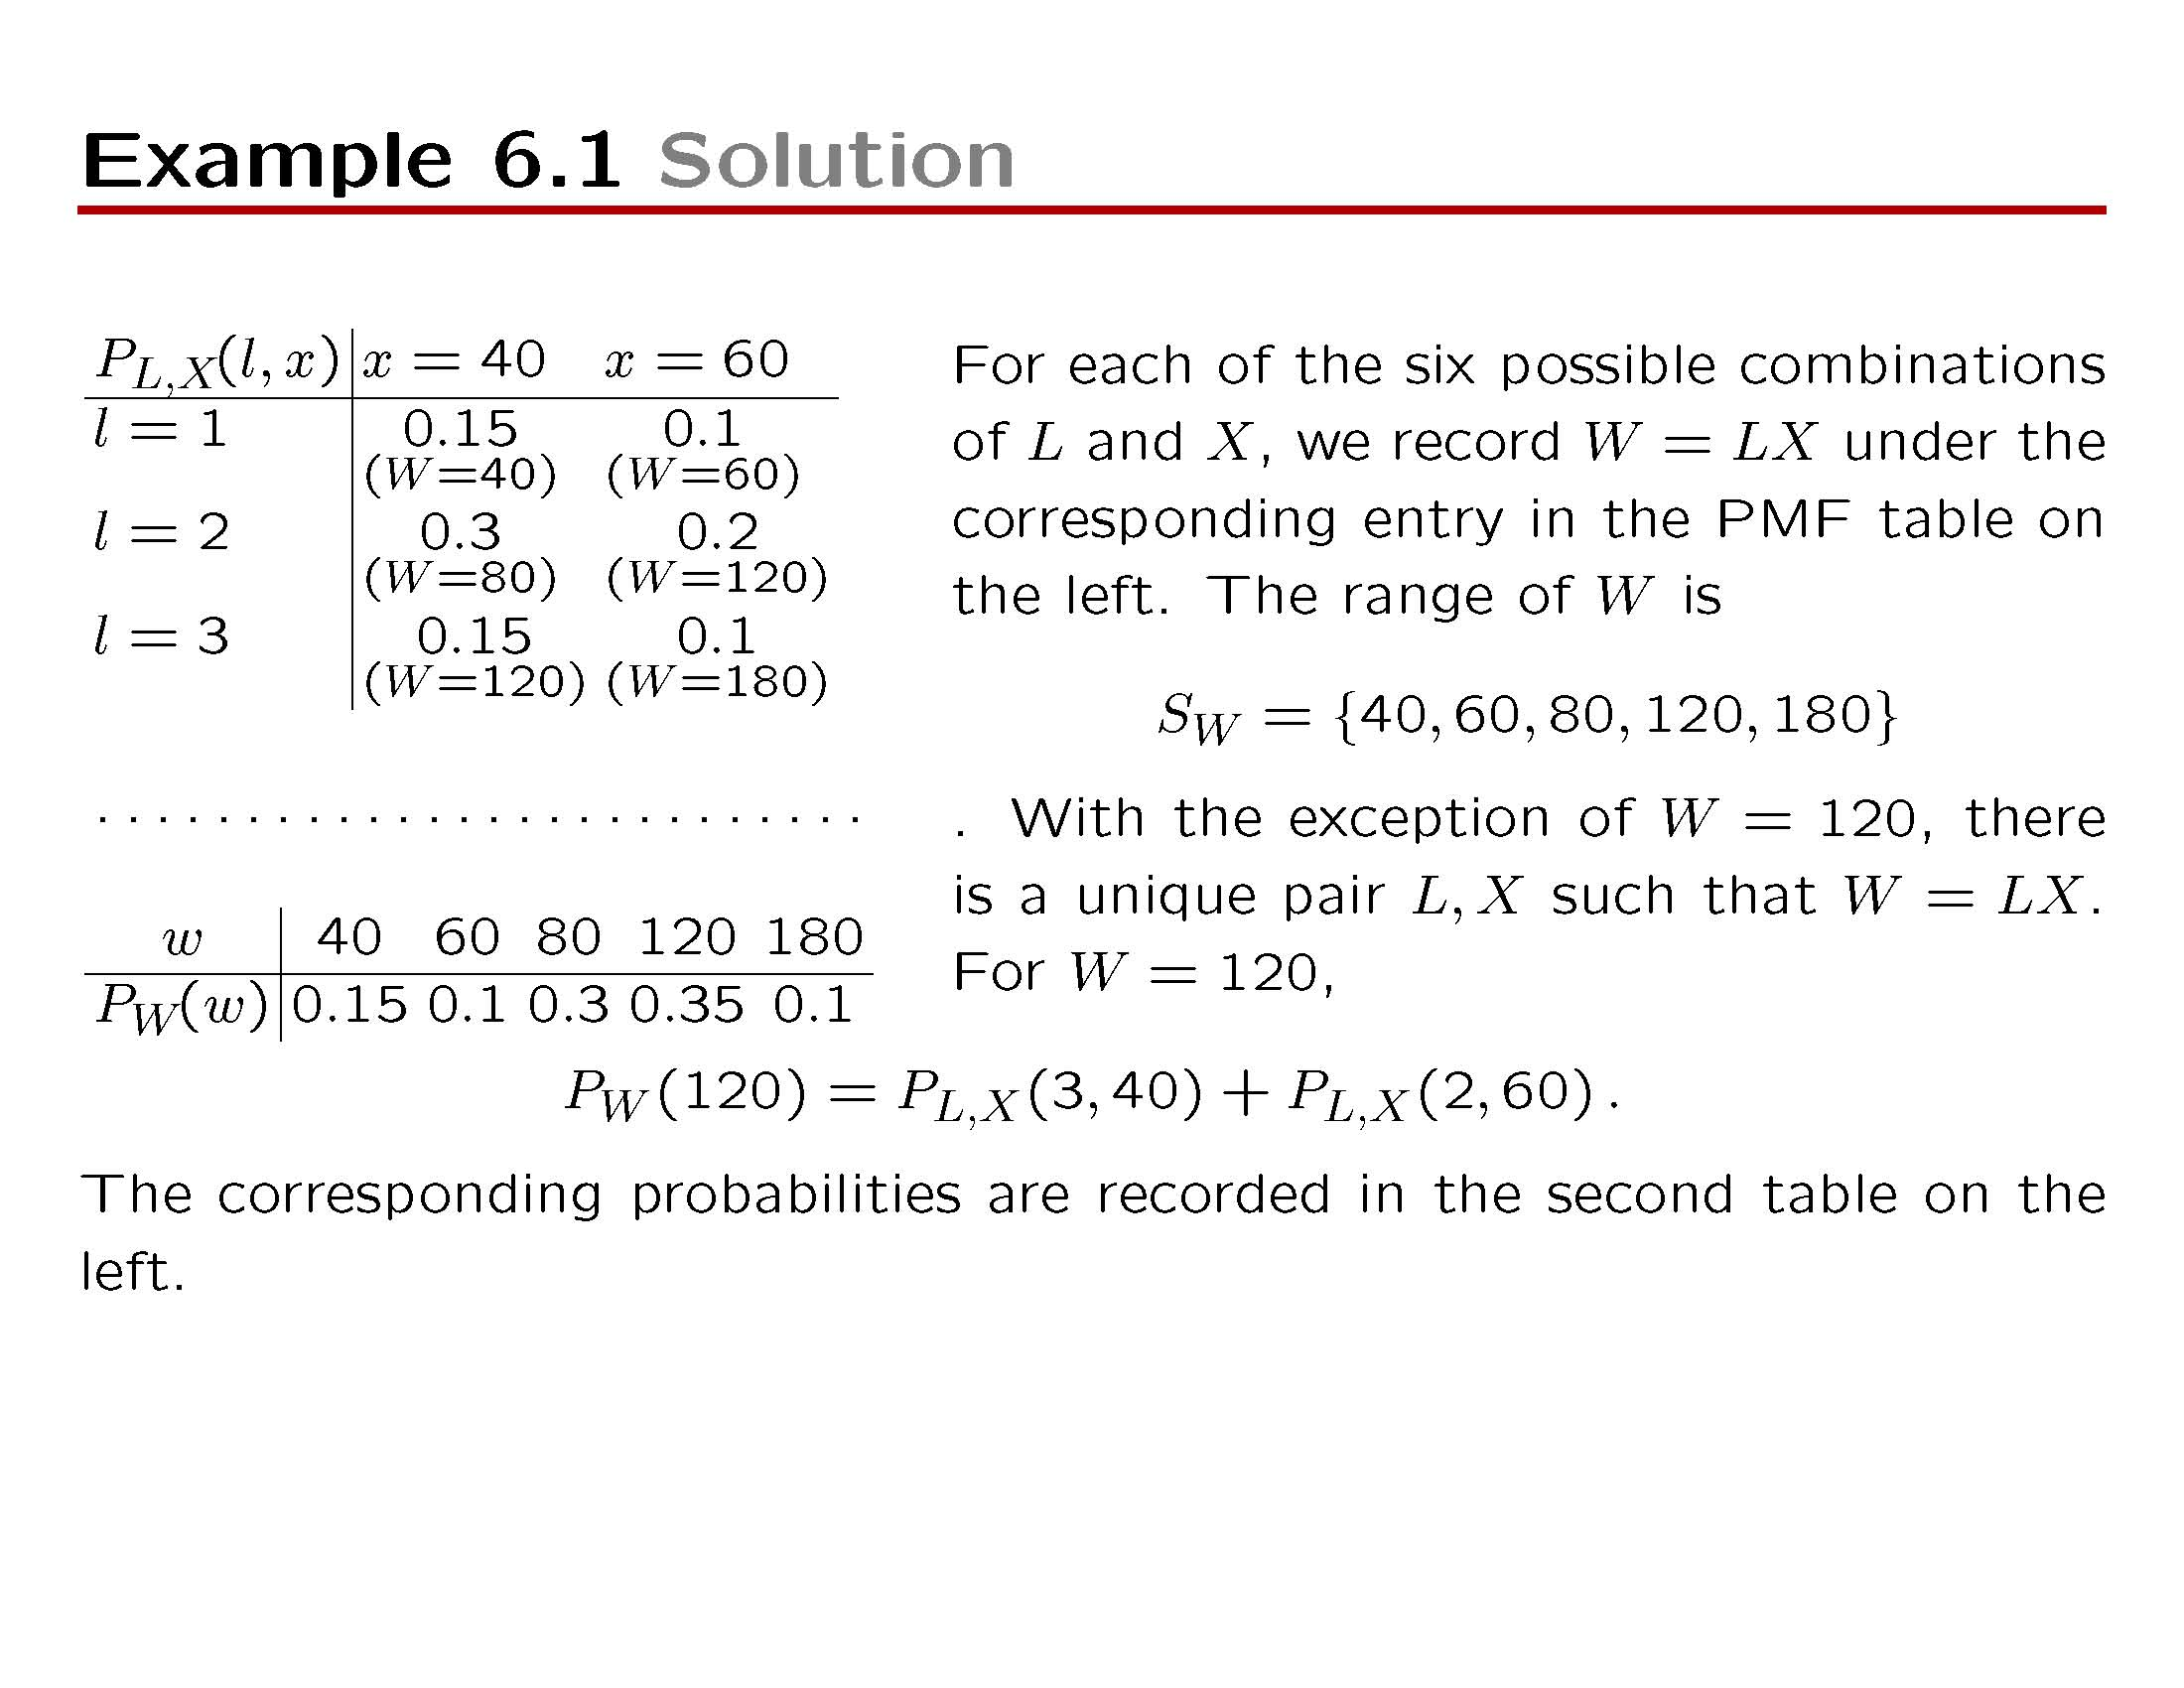 Example 6.1 Solution
P_{L,X}(l, x) x = 40 x = 60
l = 1 0.15 0.1
(W=40) (W=60)
l = 2 0.3 0.2
(W=80) (W=120)
l = 3 0.15 0.1
(W=120) (W=180)
. . . . . . . . . . . . . . . . . . . . . . . . . .
w 40 60 80 120 180
P_W(w) 0.15 0.1 0.3 0.35 0.1
For each of the six possible combinations
of L and X, we record W = LX under the
corresponding entry in the PMF table on
the left. The range of W is
S_W = {40, 60, 80, 120, 180}
. With the exception of W = 120, there
is a unique pair L, X such that W = LX.
For W = 120,
P_W(120) = P_{L,X}(3, 40) + P_{L,X}(2, 60) .
The corresponding probabilities are recorded in the second table on the
left.